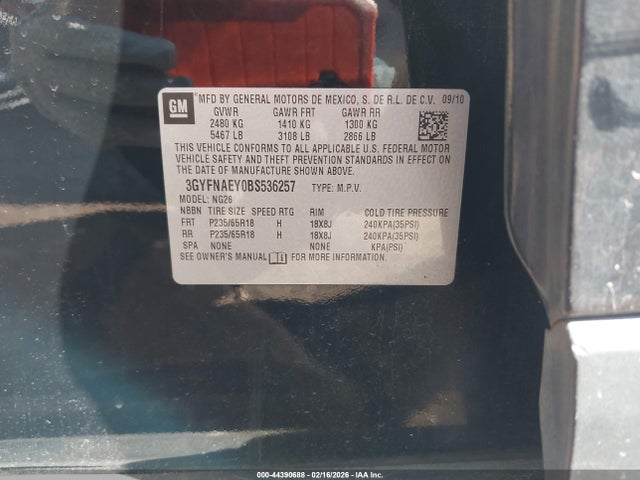 GM
MFD BY GENERAL MOTORS DE MEXICO, S. DE R.L. DE C.V. 09/10
GVWR GAWR FRT GAWR RR
2480 KG 1410 KG 1300 KG
5467 LB 3108 LB 2866 LB
THIS VEHICLE CONFORMS TO ALL APPLICABLE U.S. FEDERAL MOTOR
VEHICLE SAFETY AND THEFT PREVENTION STANDARDS IN EFFECT ON
THE DATE OF MANUFACTURE SHOWN ABOVE.
3GYFNAEY0BS536257 TYPE: M.P.V.
MODEL: NG26
NBBN TIRE SIZE SPEED RTG RIM COLD TIRE PRESSURE
FRT P235/65R18 H 18X8J 240KPA(35PSI)
RR P235/65R18 H 18X8J 240KPA(35PSI)
SPA NONE NONE KPA(PSI)
SEE OWNER'S MANUAL FOR MORE INFORMATION.
000-44390688 - 02/16/2026 - IAA Inc.